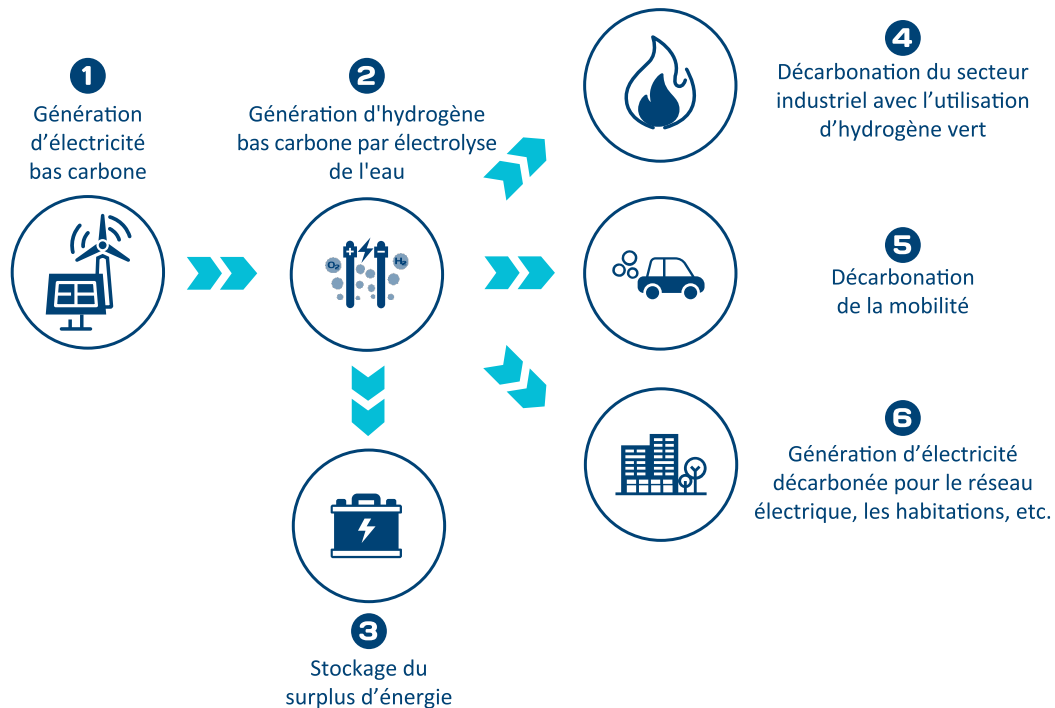 1
Génération
d’électricité
bas carbone
2
Génération d'hydrogène
bas carbone par électrolyse
de l'eau
+
-
O₂
H₂
3
Stockage du
surplus d’énergie
4
Décarbonation du secteur
industriel avec l’utilisation
d’hydrogène vert
5
Décarbonation
de la mobilité
6
Génération d’électricité
décarbonée pour le réseau
électrique, les habitations, etc.